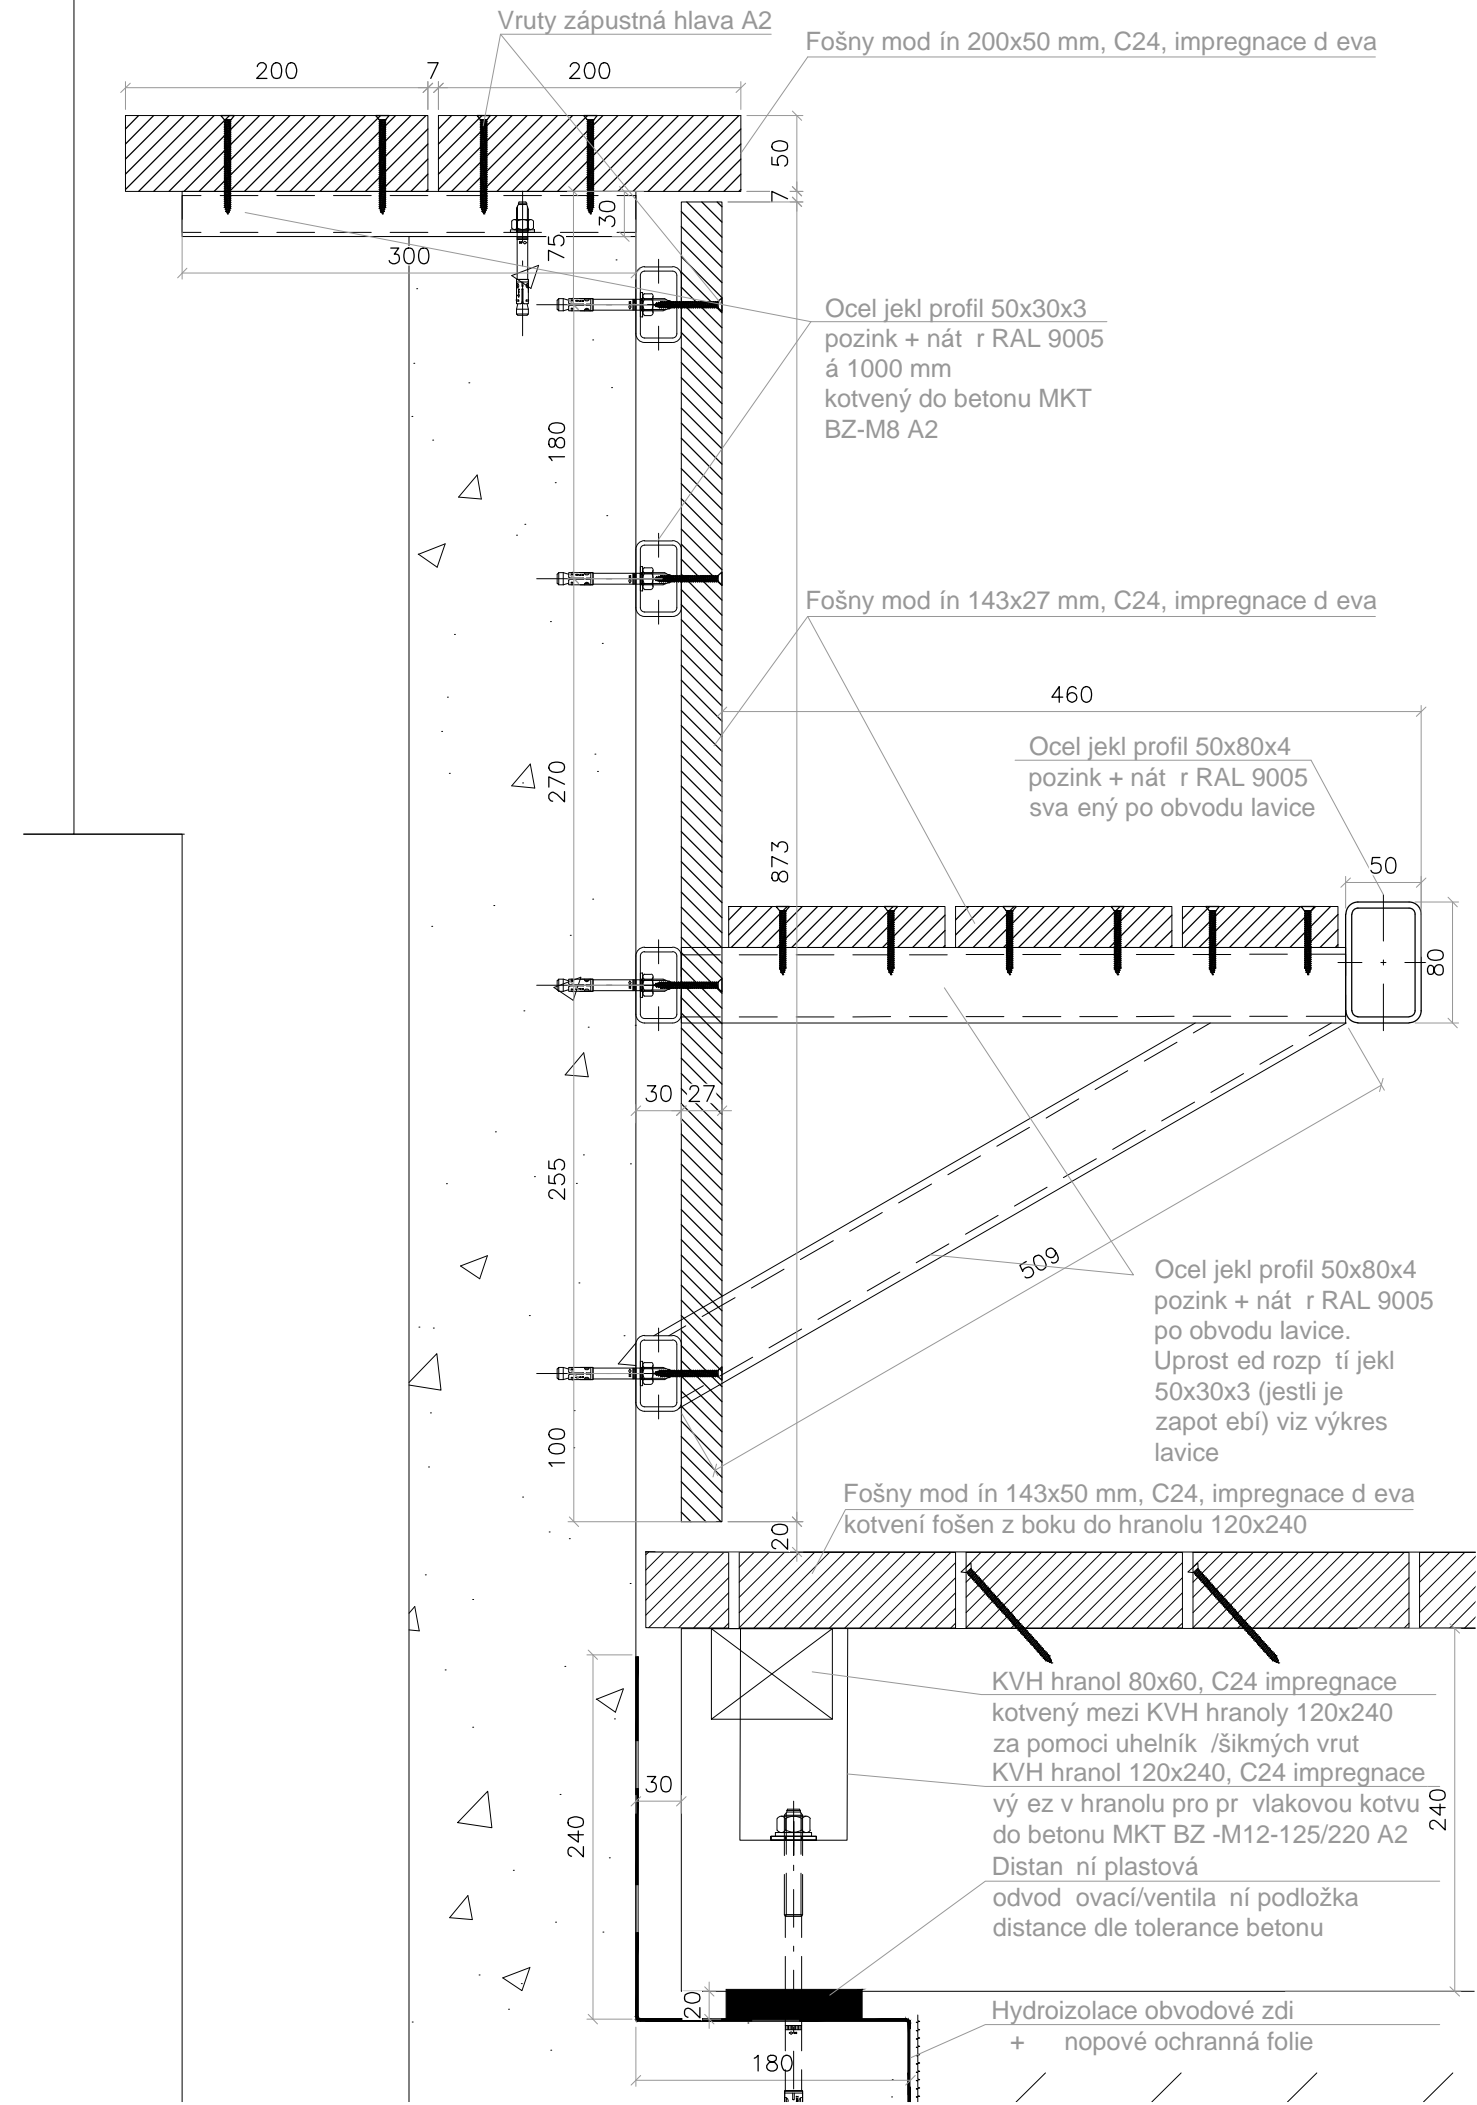 Vruty zápustná hlava A2
Fošny mod ín 200x50 mm, C24, impregnace d eva
200
7
200
50
7
30
75
300
Ocel jekl profil 50x30x3
pozink + nát r RAL 9005
á 1000 mm
kotvený do betonu MKT
BZ-M8 A2
180
Fošny mod ín 143x27 mm, C24, impregnace d eva
460
Ocel jekl profil 50x80x4
pozink + nát r RAL 9005
sva ený po obvodu lavice
270
873
50
80
30
27
255
509
Ocel jekl profil 50x80x4
pozink + nát r RAL 9005
po obvodu lavice.
Uprost ed rozp tí jekl
50x30x3 (jestli je
zapot ebí) viz výkres
lavice
100
Fošny mod ín 143x50 mm, C24, impregnace d eva
kotvení fošen z boku do hranolu 120x240
20
KVH hranol 80x60, C24 impregnace
kotvený mezi KVH hranoly 120x240
za pomoci uhelník /šikmých vrut
KVH hranol 120x240, C24 impregnace
vý ez v hranolu pro pr vlakovou kotvu
do betonu MKT BZ -M12-125/220 A2
30
240
240
Distan ní plastová
odvod ovací/ventila ní podložka
distance dle tolerance betonu
20
Hydroizolace obvodové zdi
+ nopové ochranná folie
180